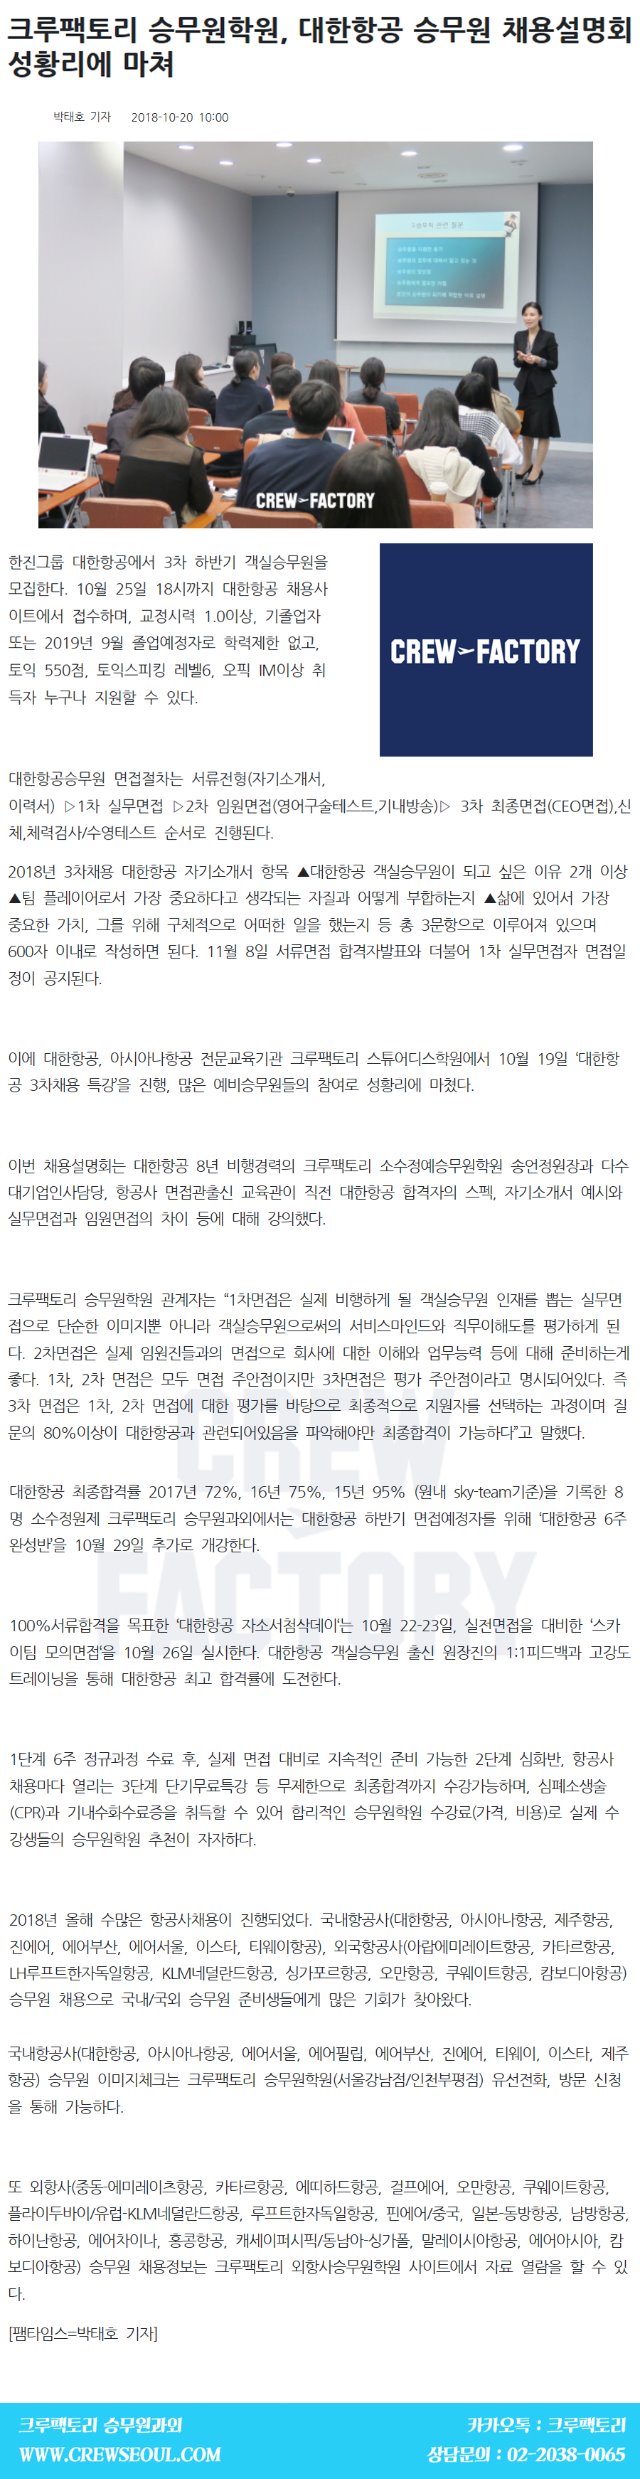 크루팩토리 승무원학원, 대한항공 승무원 채용설명회
성황리에 마쳐
박태호 기자 2018-10-20 10:00
승무직 관련 질문
CREW FACTORY
한진그룹 대한항공에서 3차 하반기 객실승무원을
모집한다. 10월 25일 18시까지 대한항공 채용사
이트에서 접수하며, 교정시력 1.0이상, 기졸업자
또는 2019년 9월 졸업예정자로 학력제한 없고,
토익 550점, 토익스피킹 레벨6, 오픽 IM이상 취
득자 누구나 지원할 수 있다.
CREW FACTORY
대한항공승무원 면접절차는 서류전형(자기소개서,
이력서) ▷1차 실무면접 ▷2차 임원면접(영어구술테스트,기내방송)▷ 3차 최종면접(CEO면접),신
체,체력검사/수영테스트 순서로 진행된다.
2018년 3차채용 대한항공 자기소개서 항목 ▲대한항공 객실승무원이 되고 싶은 이유 2개 이상
▲팀 플레이어로서 가장 중요하다고 생각되는 자질과 어떻게 부합하는지 ▲삶에 있어서 가장
중요한 가치, 그를 위해 구체적으로 어떠한 일을 했는지 등 총 3문항으로 이루어져 있으며
600자 이내로 작성하면 된다. 11월 8일 서류면접 합격자발표와 더불어 1차 실무면접자 면접일
정이 공지된다.
이에 대한항공, 아시아나항공 전문교육기관 크루팩토리 스튜어디스학원에서 10월 19일 ‘대한항
공 3차채용 특강’을 진행, 많은 예비승무원들의 참여로 성황리에 마쳤다.
이번 채용설명회는 대한항공 8년 비행경력의 크루팩토리 소수정예승무원학원 송언정원장과 다수
대기업인사담당, 항공사 면접관출신 교육관이 직전 대한항공 합격자의 스펙, 자기소개서 예시와
실무면접과 임원면접의 차이 등에 대해 강의했다.
크루팩토리 승무원학원 관계자는 “1차면접은 실제 비행하게 될 객실승무원 인재를 뽑는 실무면
접으로 단순한 이미지뿐 아니라 객실승무원으로써의 서비스마인드와 직무이해도를 평가하게 된
다. 2차면접은 실제 임원진들과의 면접으로 회사에 대한 이해와 업무능력 등에 대해 준비하는게
좋다. 1차, 2차 면접은 모두 면접 주안점이지만 3차면접은 평가 주안점이라고 명시되어있다. 즉
3차 면접은 1차, 2차 면접에 대한 평가를 바탕으로 최종적으로 지원자를 선택하는 과정이며 질
문의 80%이상이 대한항공과 관련되어있음을 파악해야만 최종합격이 가능하다”고 말했다.
대한항공 최종합격률 2017년 72%, 16년 75%, 15년 95% (원내 sky-team기준)을 기록한 8
명 소수정원제 크루팩토리 승무원과외에서는 대한항공 하반기 면접예정자를 위해 ‘대한항공 6주
완성반’을 10월 29일 추가로 개강한다.
CREW
FACTORY
100%서류합격을 목표한 ‘대한항공 자소서첨삭데이‘는 10월 22-23일, 실전면접을 대비한 ‘스카
이팀 모의면접‘을 10월 26일 실시한다. 대한항공 객실승무원 출신 원장진의 1:1피드백과 고강도
트레이닝을 통해 대한항공 최고 합격률에 도전한다.
1단계 6주 정규과정 수료 후, 실제 면접 대비로 지속적인 준비 가능한 2단계 심화반, 항공사
채용마다 열리는 3단계 단기무료특강 등 무제한으로 최종합격까지 수강가능하며, 심폐소생술
(CPR)과 기내수화수료증을 취득할 수 있어 합리적인 승무원학원 수강료(가격, 비용)로 실제 수
강생들의 승무원학원 추천이 자자하다.
2018년 올해 수많은 항공사채용이 진행되었다. 국내항공사(대한항공, 아시아나항공, 제주항공,
진에어, 에어부산, 에어서울, 이스타, 티웨이항공), 외국항공사(아랍에미레이트항공, 카타르항공,
LH루프트한자독일항공, KLM네덜란드항공, 싱가포르항공, 오만항공, 쿠웨이트항공, 캄보디아항공)
승무원 채용으로 국내/국외 승무원 준비생들에게 많은 기회가 찾아왔다.
국내항공사(대한항공, 아시아나항공, 에어서울, 에어필립, 에어부산, 진에어, 티웨이, 이스타, 제주
항공) 승무원 이미지체크는 크루팩토리 승무원학원(서울강남점/인천부평점) 유선전화, 방문 신청
을 통해 가능하다.
또 외항사(중동-에미레이츠항공, 카타르항공, 에띠하드항공, 걸프에어, 오만항공, 쿠웨이트항공,
플라이두바이/유럽-KLM네덜란드항공, 루프트한자독일항공, 핀에어/중국, 일본-동방항공, 남방항공,
하이난항공, 에어차이나, 홍콩항공, 캐세이퍼시픽/동남아-싱가폴, 말레이시아항공, 에어아시아, 캄
보디아항공) 승무원 채용정보는 크루팩토리 외항사승무원학원 사이트에서 자료 열람을 할 수 있
다.
[팸타임스=박태호 기자]
크루팩토리 승무원과외 카카오톡 : 크루팩토리
WWW.CREWSEOUL.COM 상담문의 : 02-2038-0065